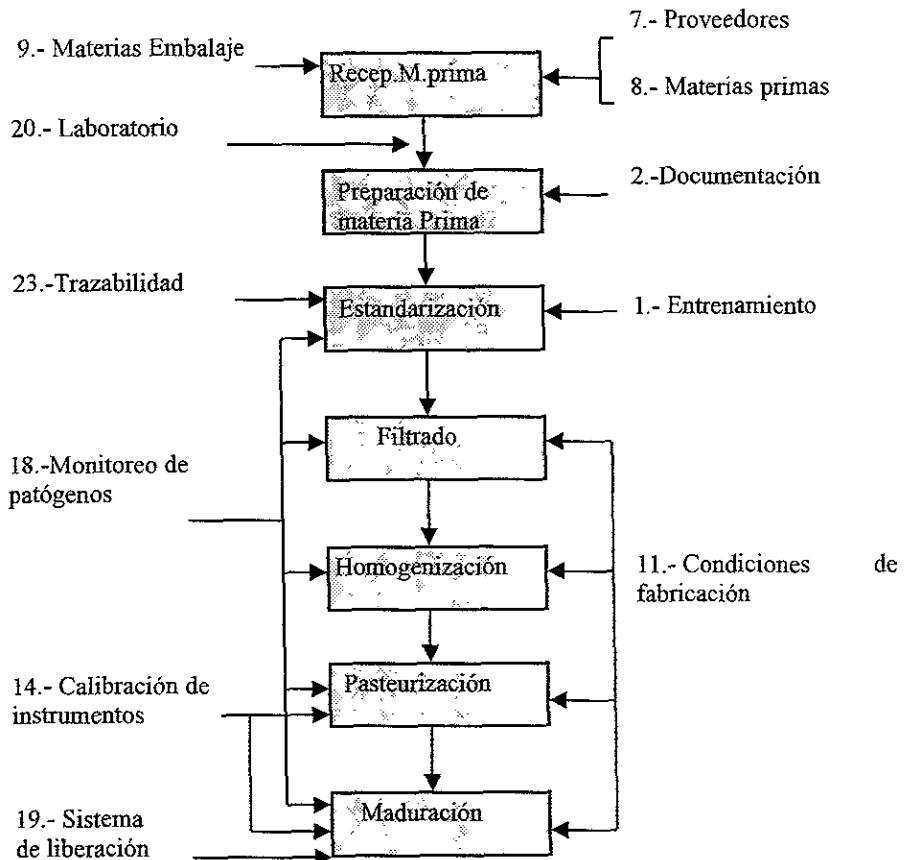 7.- Proveedores
9.- Materias Embalaje
Recep.M.prima
8.- Materias primas
20.- Laboratorio
Preparación de
materia Prima
2.-Documentación
23.-Trazabilidad
Estandarización
1.- Entrenamiento
Filtrado
18.-Monitoreo de
patógenos
Homogenización
11.- Condiciones de
fabricación
14.- Calibración de
instrumentos
Pasteurización
Maduración
19.- Sistema
de liberación